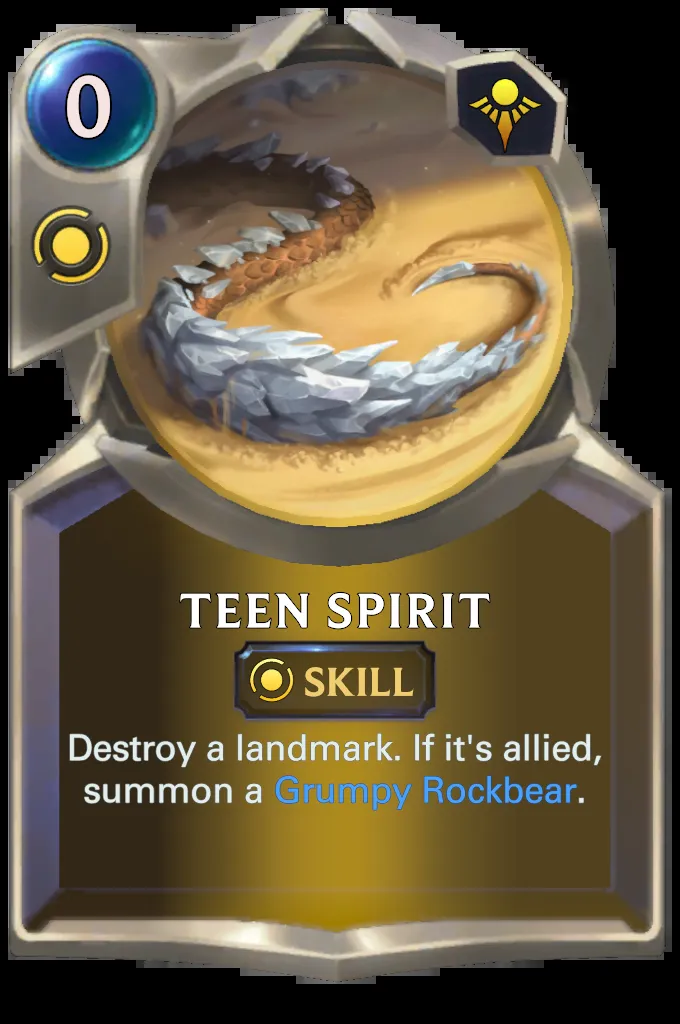 0
TEEN SPIRIT
SKILL
Destroy a landmark. If it's allied,
summon a Grumpy Rockbear.